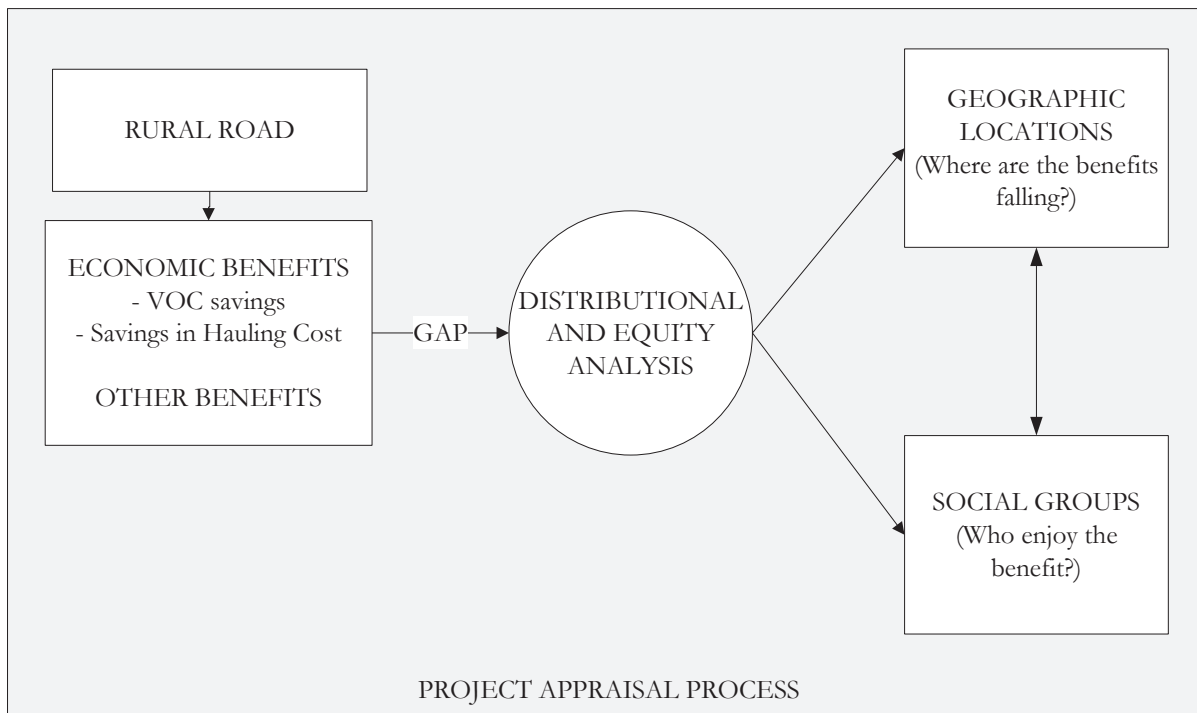 RURAL ROAD
ECONOMIC BENEFITS
- VOC savings
- Savings in Hauling Cost
OTHER BENEFITS
GAP
DISTRIBUTIONAL
AND EQUITY
ANALYSIS
GEOGRAPHIC
LOCATIONS
(Where are the benefits
falling?)
SOCIAL GROUPS
(Who enjoy the
benefit?)
PROJECT APPRAISAL PROCESS